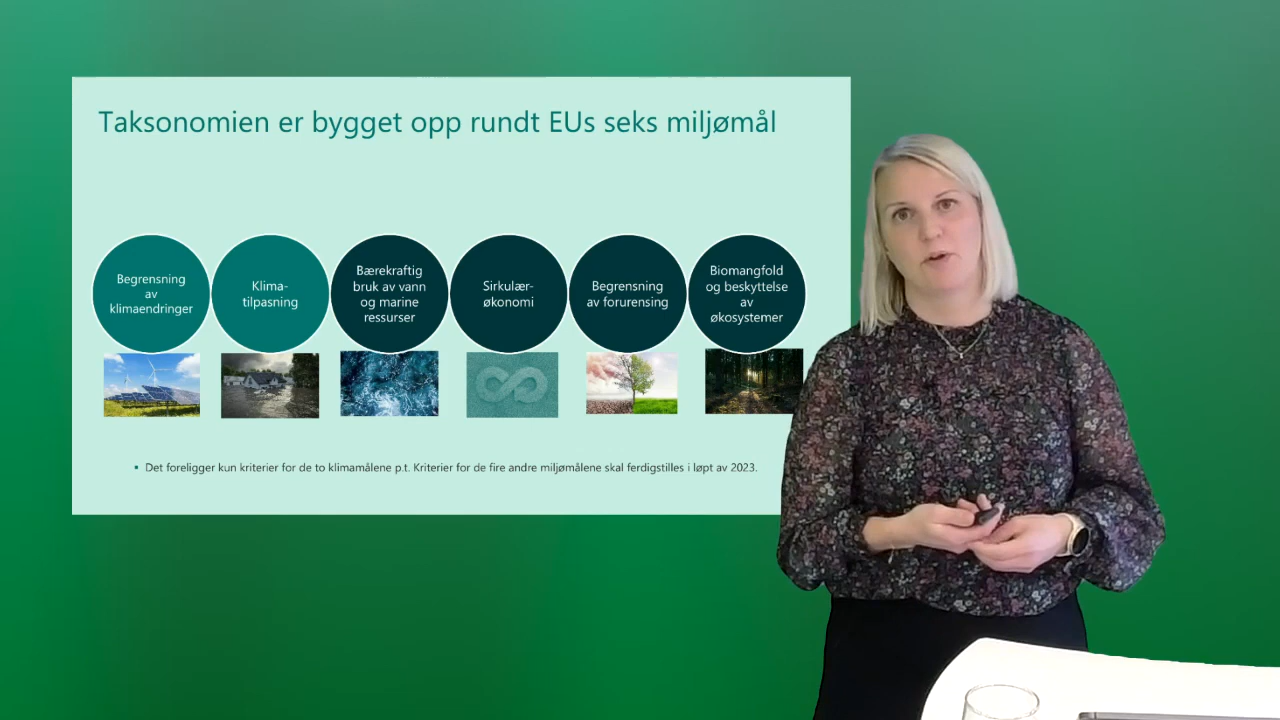 Taksonomien er bygget opp rundt EUs seks miljømål
Begrensning
av
klimaendringer
Klima-
tilpasning
Bærekraftig
bruk av vann
og marine
ressurser
Sirkulær-
økonomi
Begrensning
av forurensing
Biomangfold
og beskyttelse
av
økosystemer
▪ Det foreligger kun kriterier for de to klimamålene p.t. Kriterier for de fire andre miljømålene skal ferdigstilles i løpt av 2023.